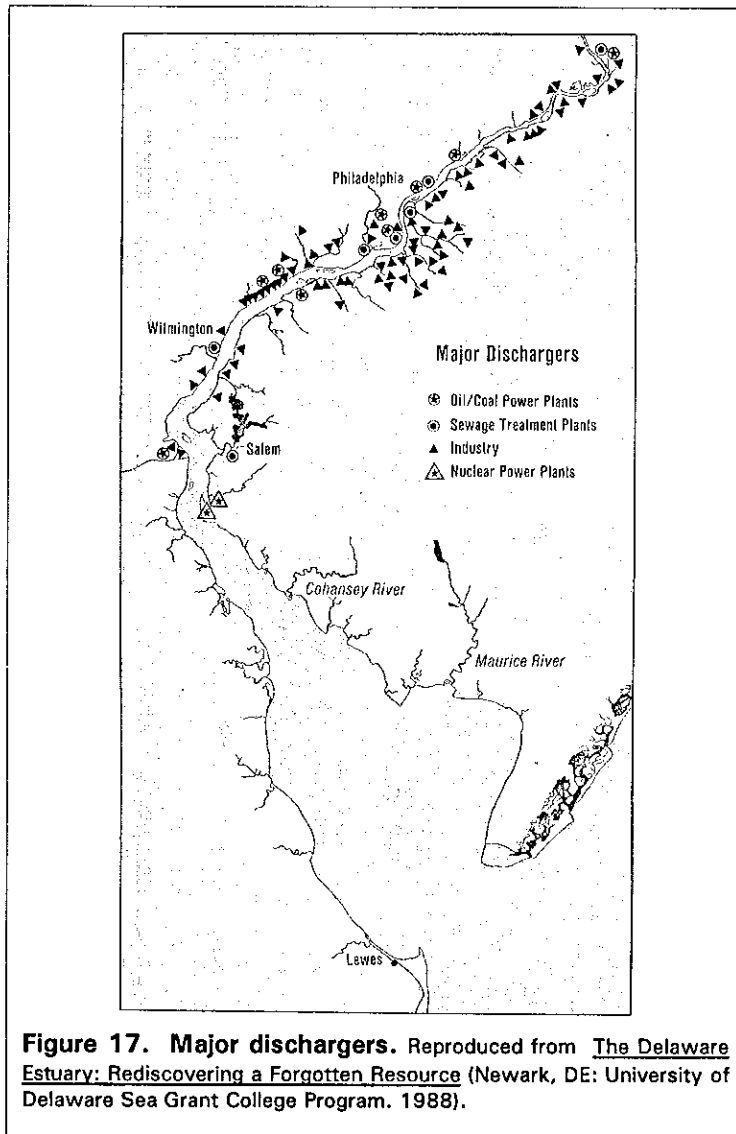 Philadelphia
Wilmington
Major Dischargers
Oil/Coal Power Plants
Sewage Treatment Plants
Industry
Nuclear Power Plants
Salem
Cohansey River
Maurice River
Lewes
Figure 17. Major dischargers. Reproduced from The Delaware
Estuary: Rediscovering a Forgotten Resource (Newark, DE: University of
Delaware Sea Grant College Program. 1988).